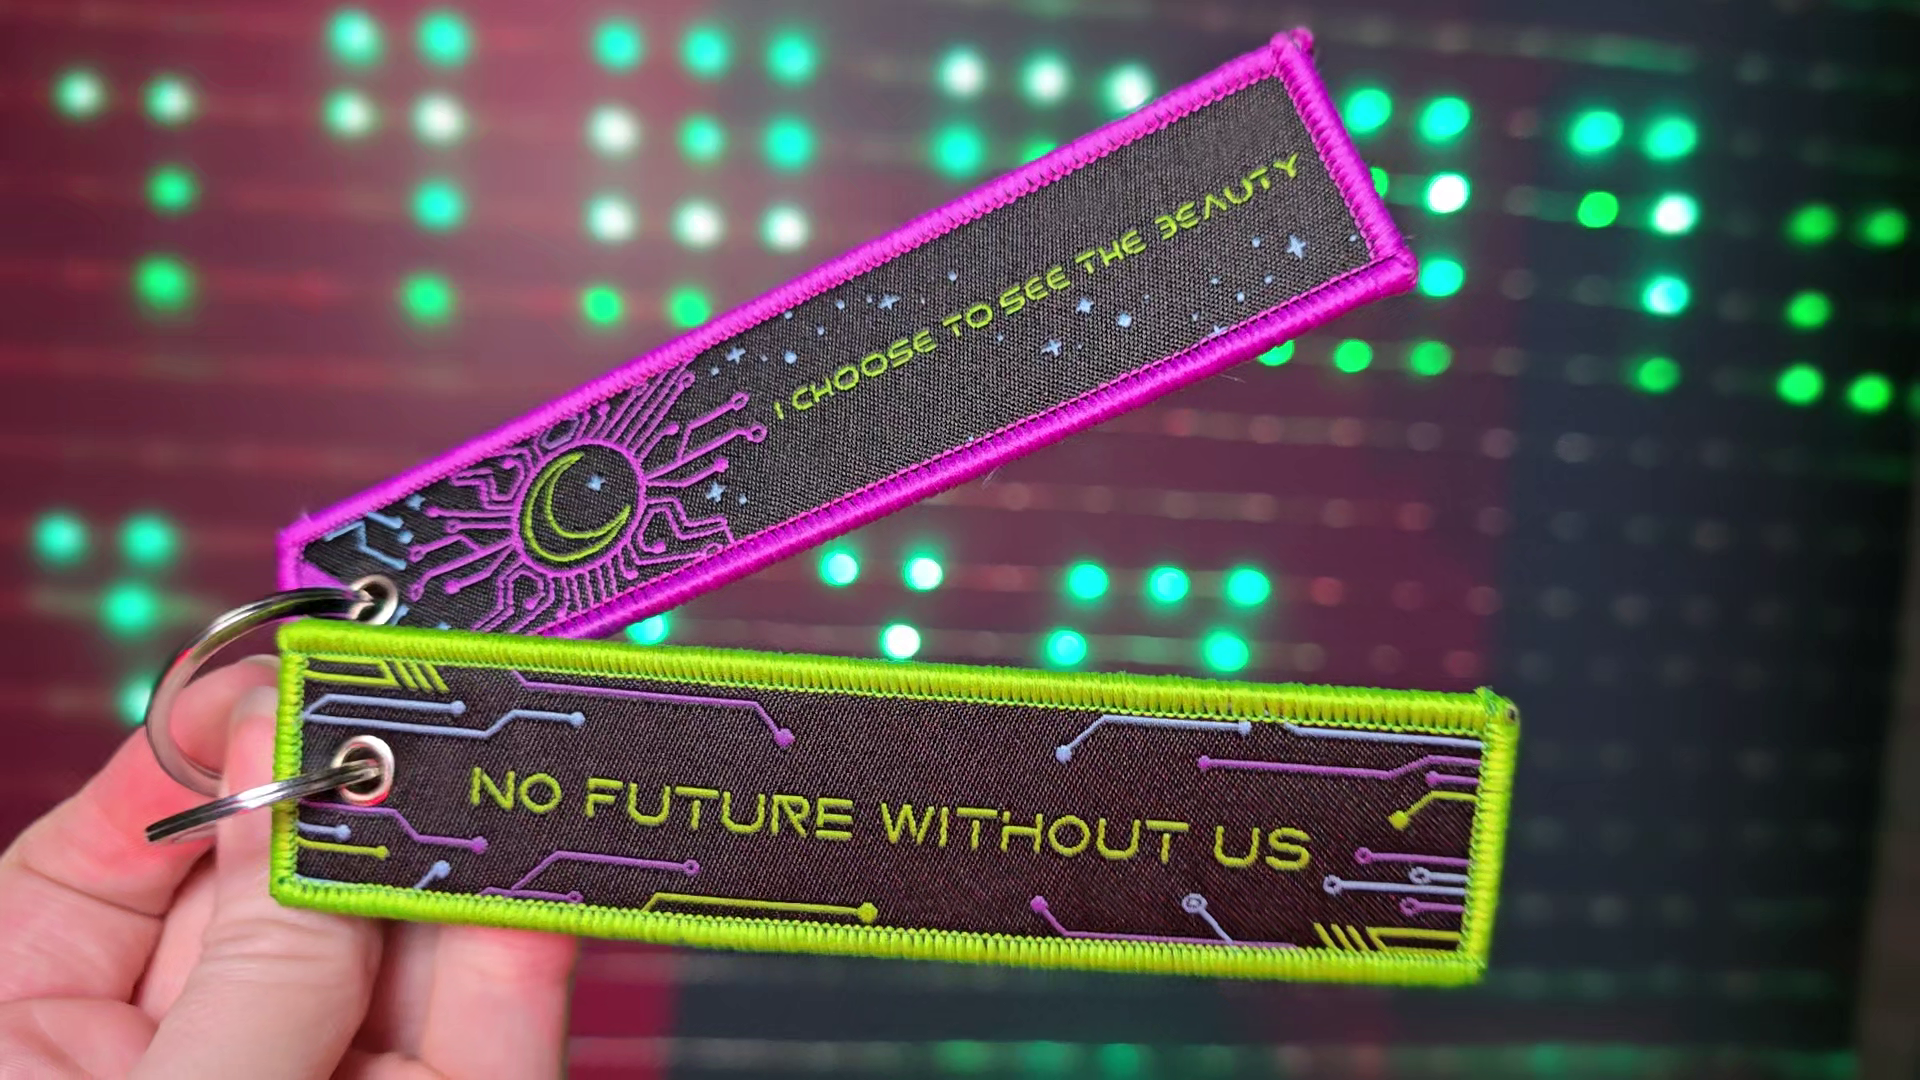 I CHOOSE TO SEE THE BEAUTY
NO FUTURE WITHOUT US